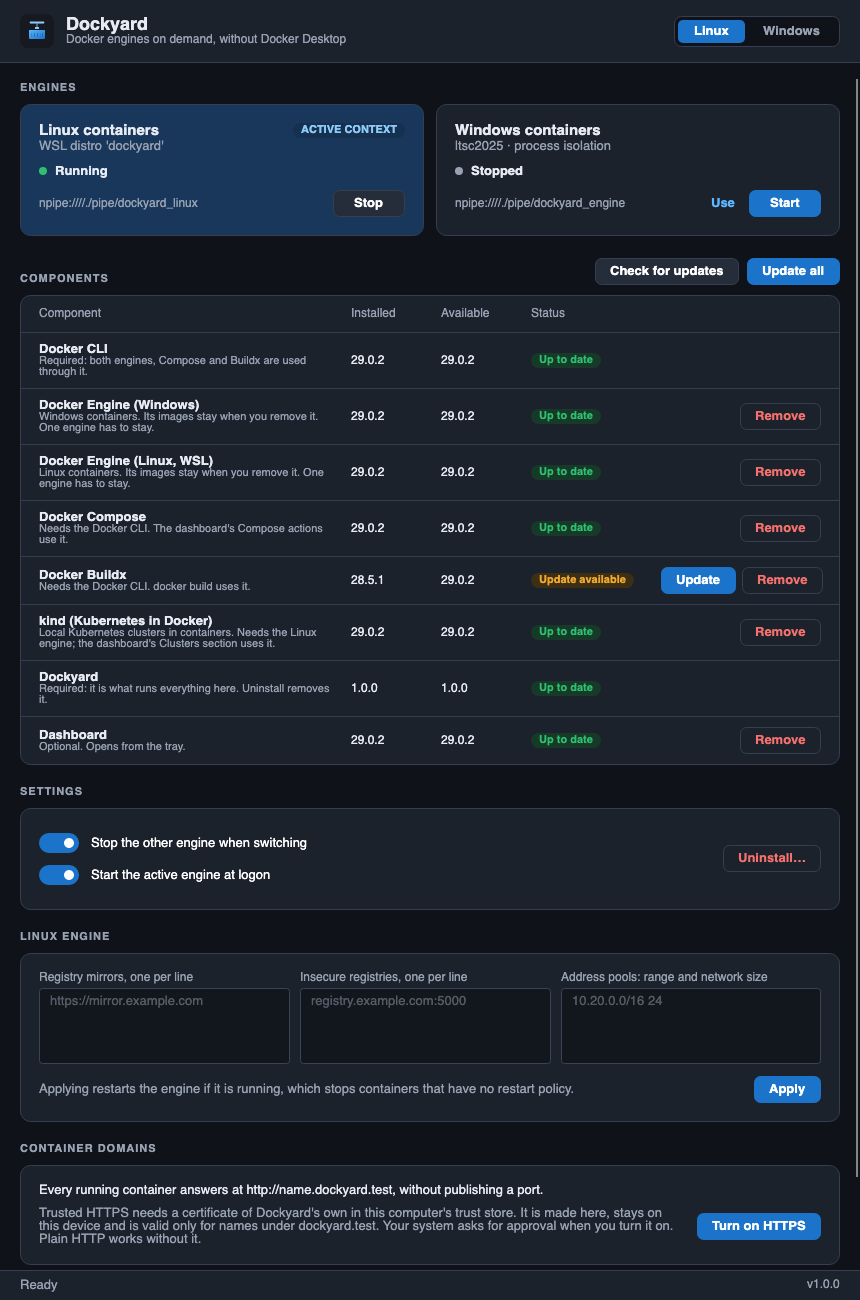 Dockyard
Docker engines on demand, without Docker Desktop
Linux
Windows
ENGINES
Linux containers
ACTIVE CONTEXT
WSL distro 'dockyard'
Running
npipe:////./pipe/dockyard_linux
Stop
Windows containers
ltsc2025 · process isolation
Stopped
npipe:////./pipe/dockyard_engine
Use
Start
COMPONENTS
Check for updates
Update all
Component
Installed
Available
Status
Docker CLI
Required: both engines, Compose and Buildx are used
through it.
29.0.2
29.0.2
Up to date
Docker Engine (Windows)
Windows containers. Its images stay when you remove it.
One engine has to stay.
29.0.2
29.0.2
Up to date
Remove
Docker Engine (Linux, WSL)
Linux containers. Its images stay when you remove it. One
engine has to stay.
29.0.2
29.0.2
Up to date
Remove
Docker Compose
Needs the Docker CLI. The dashboard's Compose actions
use it.
29.0.2
29.0.2
Up to date
Remove
Docker Buildx
Needs the Docker CLI. docker build uses it.
28.5.1
29.0.2
Update available
Update
Remove
kind (Kubernetes in Docker)
Local Kubernetes clusters in containers. Needs the Linux
engine; the dashboard's Clusters section uses it.
29.0.2
29.0.2
Up to date
Remove
Dockyard
Required: it is what runs everything here. Uninstall removes
it.
1.0.0
1.0.0
Up to date
Dashboard
Optional. Opens from the tray.
29.0.2
29.0.2
Up to date
Remove
SETTINGS
Stop the other engine when switching
Start the active engine at logon
Uninstall...
LINUX ENGINE
Registry mirrors, one per line
Insecure registries, one per line
Address pools: range and network size
https://mirror.example.com
registry.example.com:5000
10.20.0.0/16 24
Applying restarts the engine if it is running, which stops containers that have no restart policy.
Apply
CONTAINER DOMAINS
Every running container answers at http://name.dockyard.test, without publishing a port.
Trusted HTTPS needs a certificate of Dockyard's own in this computer's trust store. It is made here, stays on
this device and is valid only for names under dockyard.test. Your system asks for approval when you turn it on.
Plain HTTP works without it.
Turn on HTTPS
Ready
v1.0.0